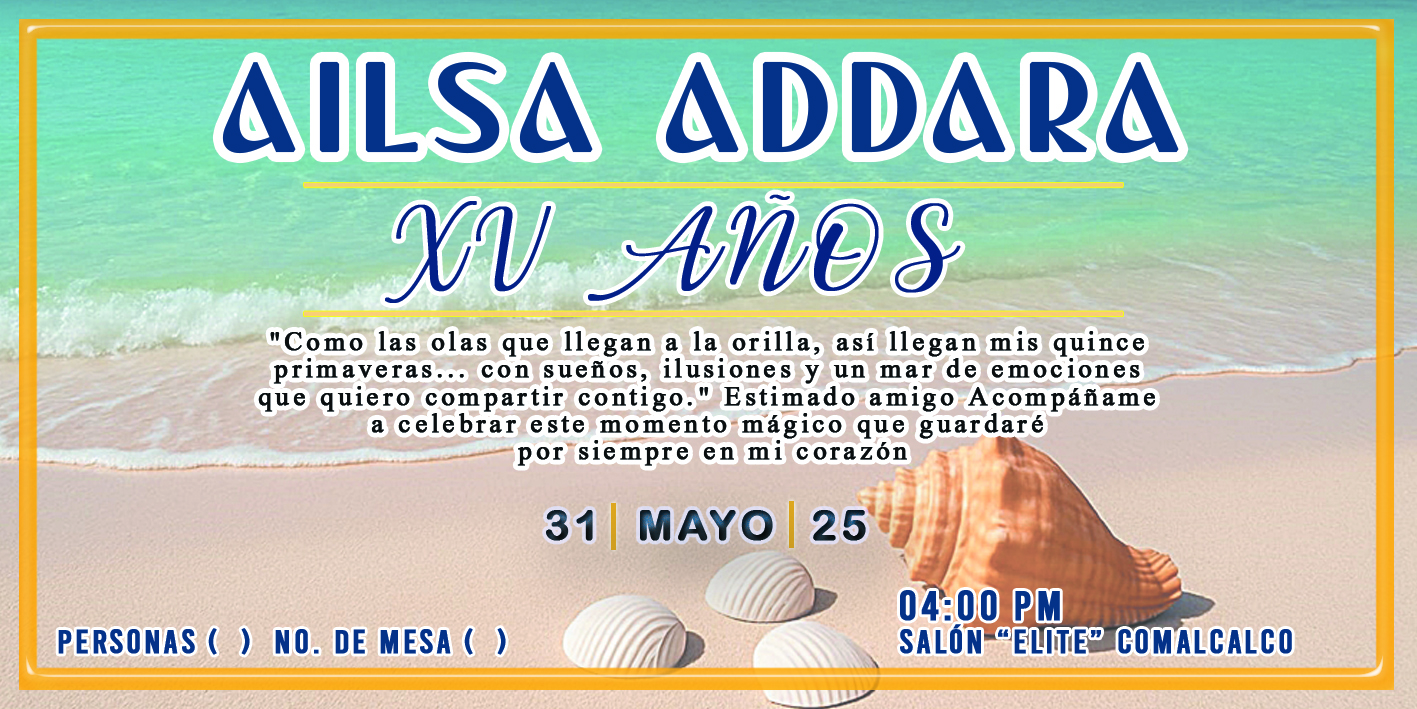 AILSA ADDARA
XV AÑOS
"Como las olas que llegan a la orilla, así llegan mis quince
primaveras... con sueños, ilusiones y un mar de emociones
que quiero compartir contigo." Estimado amigo Acompáñame
a celebrar este momento mágico que guardaré
por siempre en mi corazón
31 | MAYO | 25
04:00 PM
PERSONAS ( ) NO. DE MESA ( )
SALÓN “ELITE” COMALCALCO